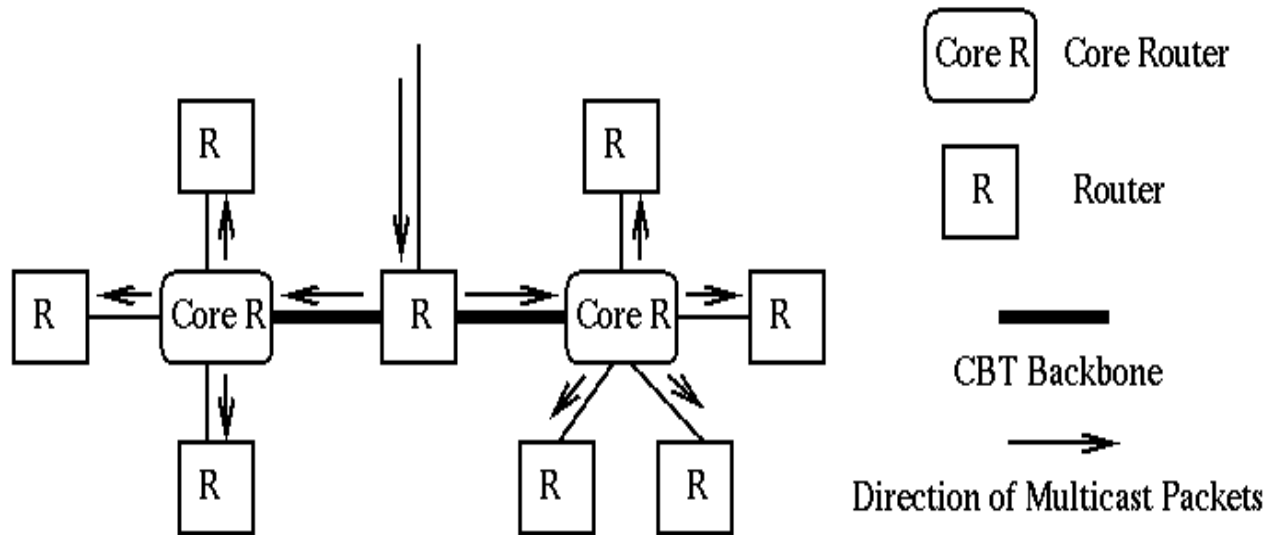 Core R Core Router
R R
R Router
R Core R R Core R R
CBT Backbone
R R R
Direction of Multicast Packets